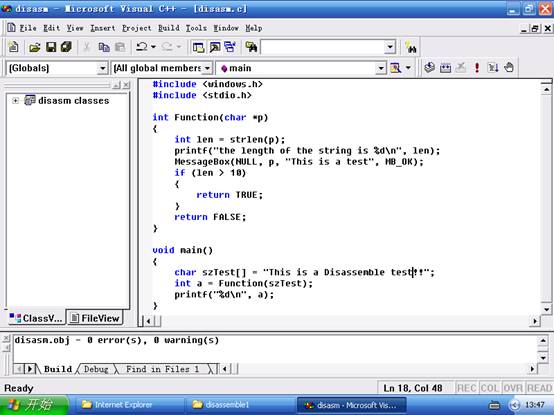 disasm - Microsoft Visual C++ - [disasm.c]
File Edit View Insert Project Build Tools Window Help
(Globals) [All global members main
disasm classes
#include <windows.h>
#include <stdio.h>
int Function(char *p)
{
int len = strlen(p);
printf("the length of the string is %d\n", len);
MessageBox(NULL, p, "This is a test", MB_OK);
if (len > 10)
{
return TRUE;
}
return FALSE;
}
void main()
{
char szTest[] = "This is a Disassemble test!!";
int a = Function(szTest);
printf("%d\n", a);
}
ClassV... FileView
disasm.obj - 0 error(s), 0 warning(s)
Build Debug Find in Files 1
Ready Ln 18, Col 48 REC COL OVR READ
开始 Internet Explorer disassemble1 disasm - Microsoft Vis... 13:47